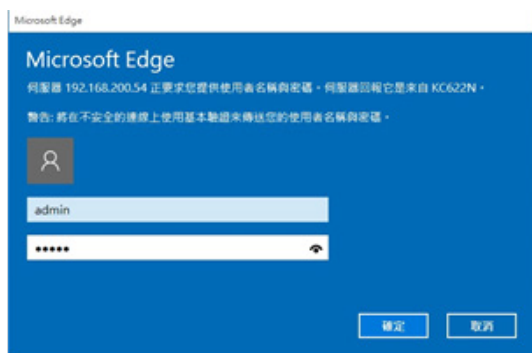 Microsoft Edge
Microsoft Edge
伺服器 192.168.200.54 正要求您提供使用者名稱與密碼。伺服器回報它是來自 KC622N。
警告: 將在不安全的連線上使用基本驗證來傳送您的使用者名稱與密碼。
admin
•••••
確定
取消